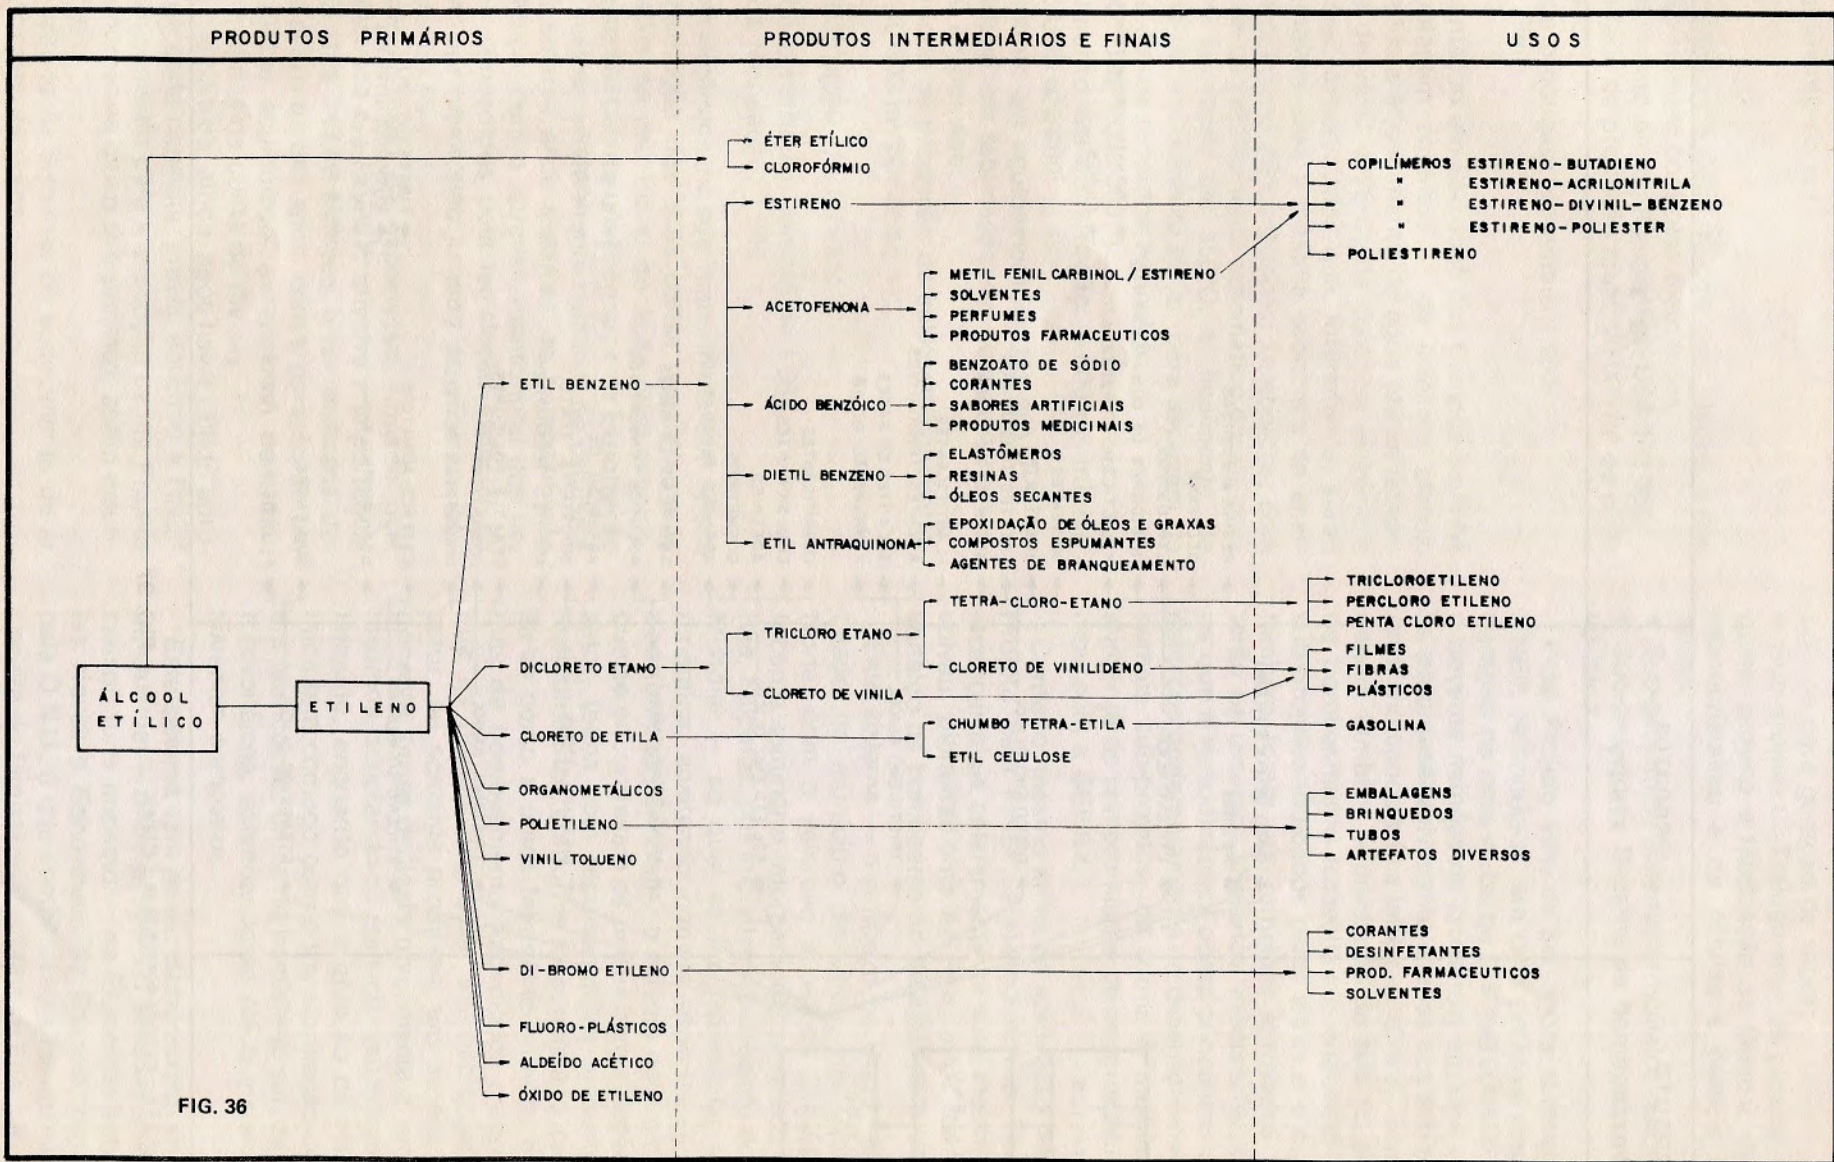 PRODUTOS PRIMÁRIOS
PRODUTOS INTERMEDIÁRIOS E FINAIS
USOS
ÁLCOOL
ETÍLICO
ETILENO
ETIL BENZENO
DICLORETO ETANO
CLORETO DE ETILA
ORGANOMETÁLICOS
POLIETILENO
VINIL TOLUENO
DI-BROMO ETILENO
FLUORO-PLÁSTICOS
ALDEÍDO ACÉTICO
ÓXIDO DE ETILENO
ÉTER ETÍLICO
CLOROFÓRMIO
ESTIRENO
ACETOFENONA
ÁCIDO BENZÓICO
DIETIL BENZENO
ETIL ANTRAQUINONA
TRICLORO ETANO
CLORETO DE VINILA
METIL FENIL CARBINOL / ESTIRENO
SOLVENTES
PERFUMES
PRODUTOS FARMACEUTICOS
BENZOATO DE SÓDIO
CORANTES
SABORES ARTIFICIAIS
PRODUTOS MEDICINAIS
ELASTÔMEROS
RESINAS
ÓLEOS SECANTES
EPOXIDAÇÃO DE ÓLEOS E GRAXAS
COMPOSTOS ESPUMANTES
AGENTES DE BRANQUEAMENTO
TETRA-CLORO-ETANO
CLORETO DE VINILIDENO
CHUMBO TETRA-ETILA
ETIL CELULOSE
COPILÍMEROS ESTIRENO-BUTADIENO
" ESTIRENO-ACRILONITRILA
" ESTIRENO-DIVINIL-BENZENO
" ESTIRENO-POLIESTER
POLIESTIRENO
TRICLOROETILENO
PERCLORO ETILENO
PENTA CLORO ETILENO
FILMES
FIBRAS
PLÁSTICOS
GASOLINA
EMBALAGENS
BRINQUEDOS
TUBOS
ARTEFATOS DIVERSOS
CORANTES
DESINFETANTES
PROD. FARMACEUTICOS
SOLVENTES
FIG. 36